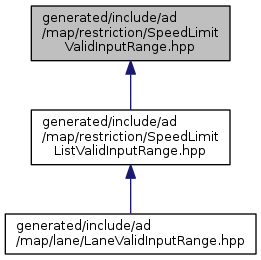 generated/include/ad
/map/restriction/SpeedLimit
ValidInputRange.hpp
generated/include/ad
/map/restriction/SpeedLimit
ListValidInputRange.hpp
generated/include/ad
/map/lane/LaneValidInputRange.hpp